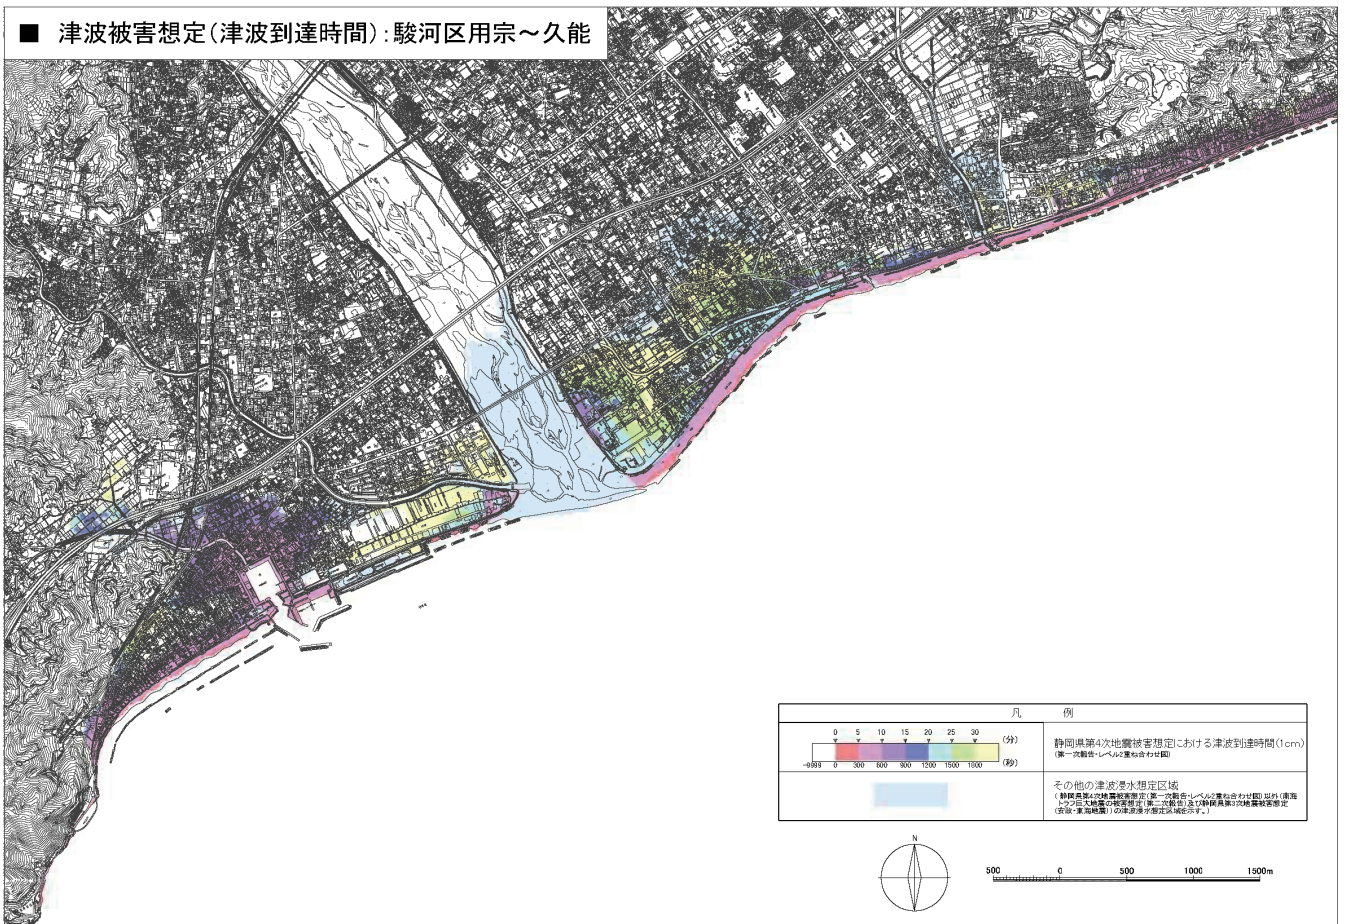 ■ 津波被害想定(津波到達時間):駿河区用宗~久能
凡 例
0 5 10 15 20 25 30 (分)
-9999 0 300 600 900 1200 1500 1800 (秒)
静岡県第4次地震被害想定における津波到達時間(1cm)
(第一次報告・レベル2重ね合わせ図)
その他の津波浸水想定区域
(静岡県第4次地震被害想定(第一次報告・レベル2重ね合わせ図)以外(南海
トラフ巨大地震の被害想定(第二次報告)及び静岡県第3次地震被害想定
(安政・東海地震))の津波浸水想定区域を示す。)
N
500 0 500 1000 1500m